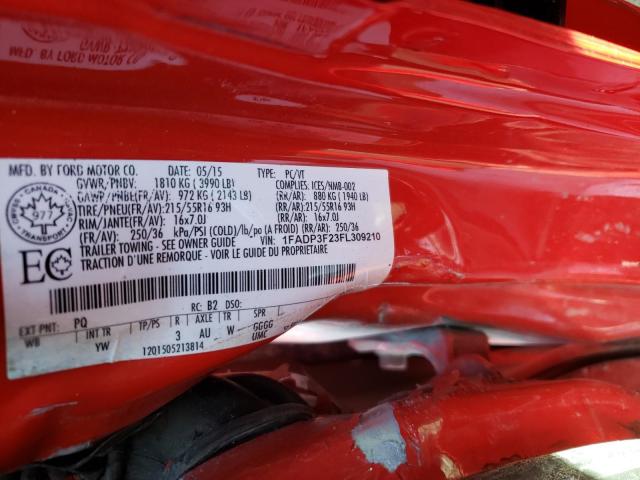 MFD. BY FORD MOTOR CO. DATE: 05/15 TYPE: PC/VT
GVWR/PNBV: 1810 KG ( 3990 LB) COMPLIES: ICES/NMB-002
GAWR/PNBE(FR/AV): 972 KG ( 2143 LB) (RR/AR): 880 KG ( 1940 LB)
TIRE/PNEU(FR/AV): 215/55R16 93H (RR/AR): 215/55R16 93H
RIM/JANTE(FR/AV): 16x7.0J (RR/AR): 16x7.0J
(FR/AV): 250/36 kPa/PSI (COLD)/(A FROID) (RR/AR): 250/36
TRAILER TOWING - SEE OWNER GUIDE VIN: 1FADP3F23FL309210
TRACTION D'UNE REMORQUE - VOIR LE GUIDE DU PROPRIETAIRE
CANADA
977
TRANSPORT
EC
RC: B2 DSO:
EXT PNT: PQ
WB INT TR TP/PS R AXLE TR SPR
YW 3 AU W GGGG
UMC
1201505213814